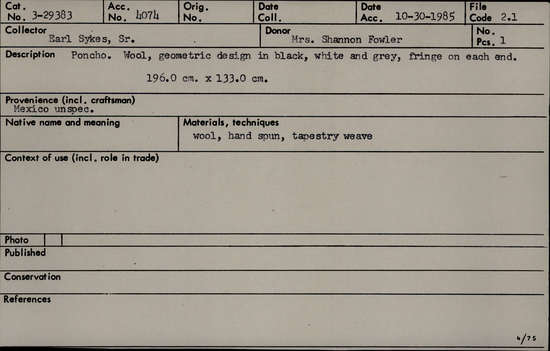 Cat. No. 3-29383 Acc. No. 4074 Orig. No. Date Coll. Date Acc. 10-30-1985 File Code 2.1
Collector Earl Sykes, Sr. Donor Mrs. Shannon Fowler No. Pcs. 1
Description Poncho. Wool, geometric design in black, white and grey, fringe on each end.
196.0 cm. x 133.0 cm.
Provenience (incl. craftsman)
Mexico unspec.
Native name and meaning Materials, techniques
wool, hand spun, tapestry weave
Context of use (incl. role in trade)
Photo
Published
Conservation
References
4/75